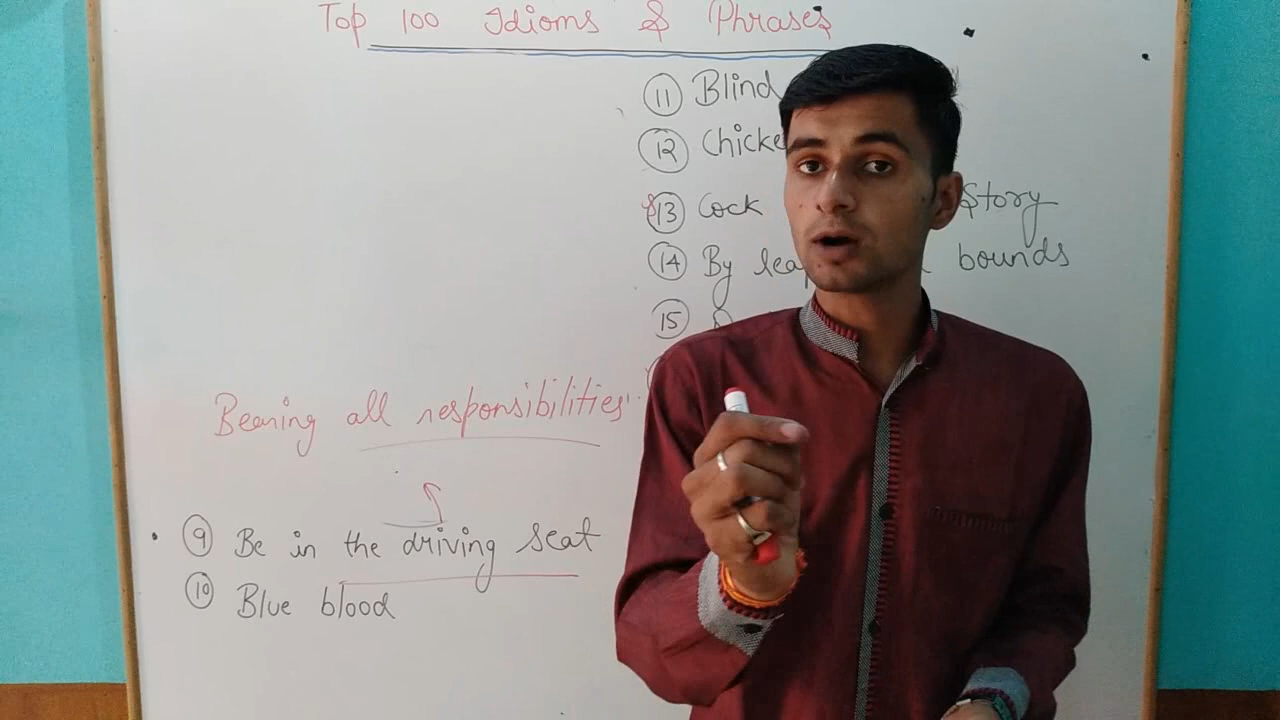 Top 100 Idioms & Phrases
11 Blind
12 Chicke
13 Cock Story
14 By lea bounds
15
Bearing all responsibilities
9 Be in the driving seat
10 Blue blood